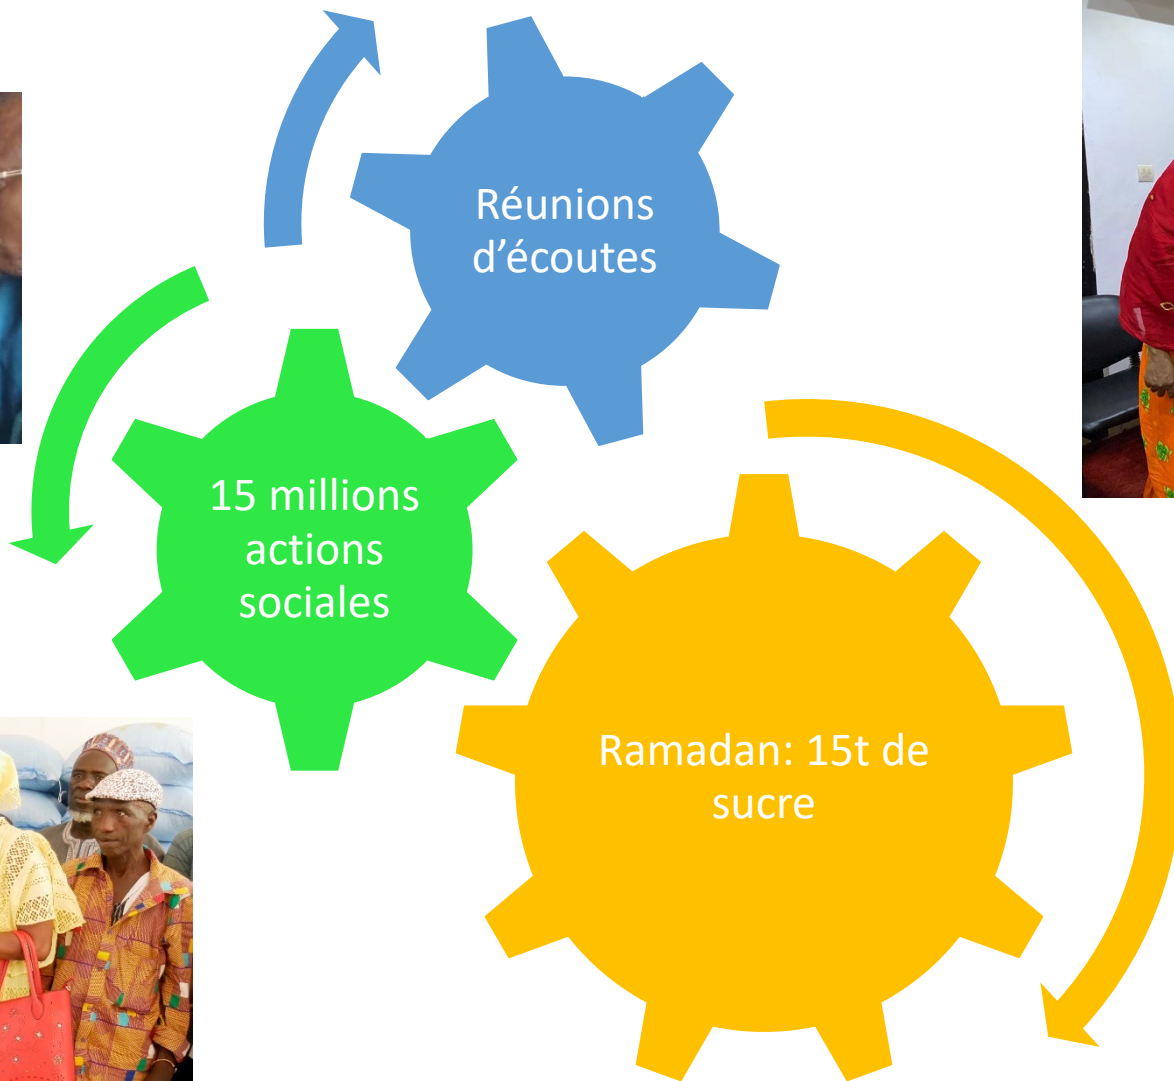 Réunions
d’écoutes
15 millions
actions
sociales
Ramadan: 15t de
sucre